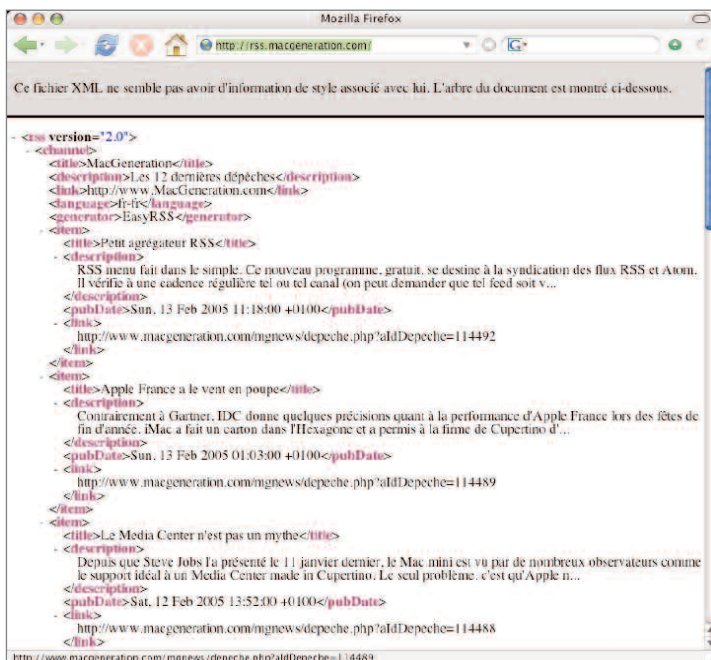 Mozilla Firefox
http://rss.macgeneration.com/
G
Ce fichier XML ne semble pas avoir d'information de style associé avec lui. L'arbre du document est montré ci-dessous.
- <rss version="2.0">
- <channel>
<title>MacGeneration</title>
<description>Les 12 dernières dépêches</description>
<link>http://www.MacGeneration.com</link>
<language>fr-fr</language>
<generator>EasyRSS</generator>
- <item>
<title>Petit agrégateur RSS</title>
- <description>
RSS menu fait dans le simple. Ce nouveau programme, gratuit, se destine à la syndication des flux RSS et Atom.
Il vérifie à une cadence régulière tel ou tel canal (on peut demander que tel feed soit v...
</description>
<pubDate>Sun, 13 Feb 2005 11:18:00 +0100</pubDate>
- <link>
http://www.macgeneration.com/mgnews/depeche.php?aIdDepeche=114492
</link>
</item>
- <item>
<title>Apple France a le vent en poupe</title>
- <description>
Contrairement à Gartner, IDC donne quelques précisions quant à la performance d'Apple France lors des fêtes de
fin d'année. iMac a fait un carton dans l'Hexagone et a permis à la firme de Cupertino d'...
</description>
<pubDate>Sun, 13 Feb 2005 01:03:00 +0100</pubDate>
- <link>
http://www.macgeneration.com/mgnews/depeche.php?aIdDepeche=114489
</link>
</item>
- <item>
<title>Le Media Center n'est pas un mythe</title>
- <description>
Depuis que Steve Jobs l'a présenté le 11 janvier dernier, le Mac mini est vu par de nombreux observateurs comme
le support idéal à un Media Center made in Cupertino. Le seul problème, c'est qu'Apple n...
</description>
<pubDate>Sat, 12 Feb 2005 13:52:00 +0100</pubDate>
- <link>
http://www.macgeneration.com/mgnews/depeche.php?aIdDepeche=114488
</link>
http://www.macgeneration.com/mgnews/depeche.php?aIdDepeche=114489